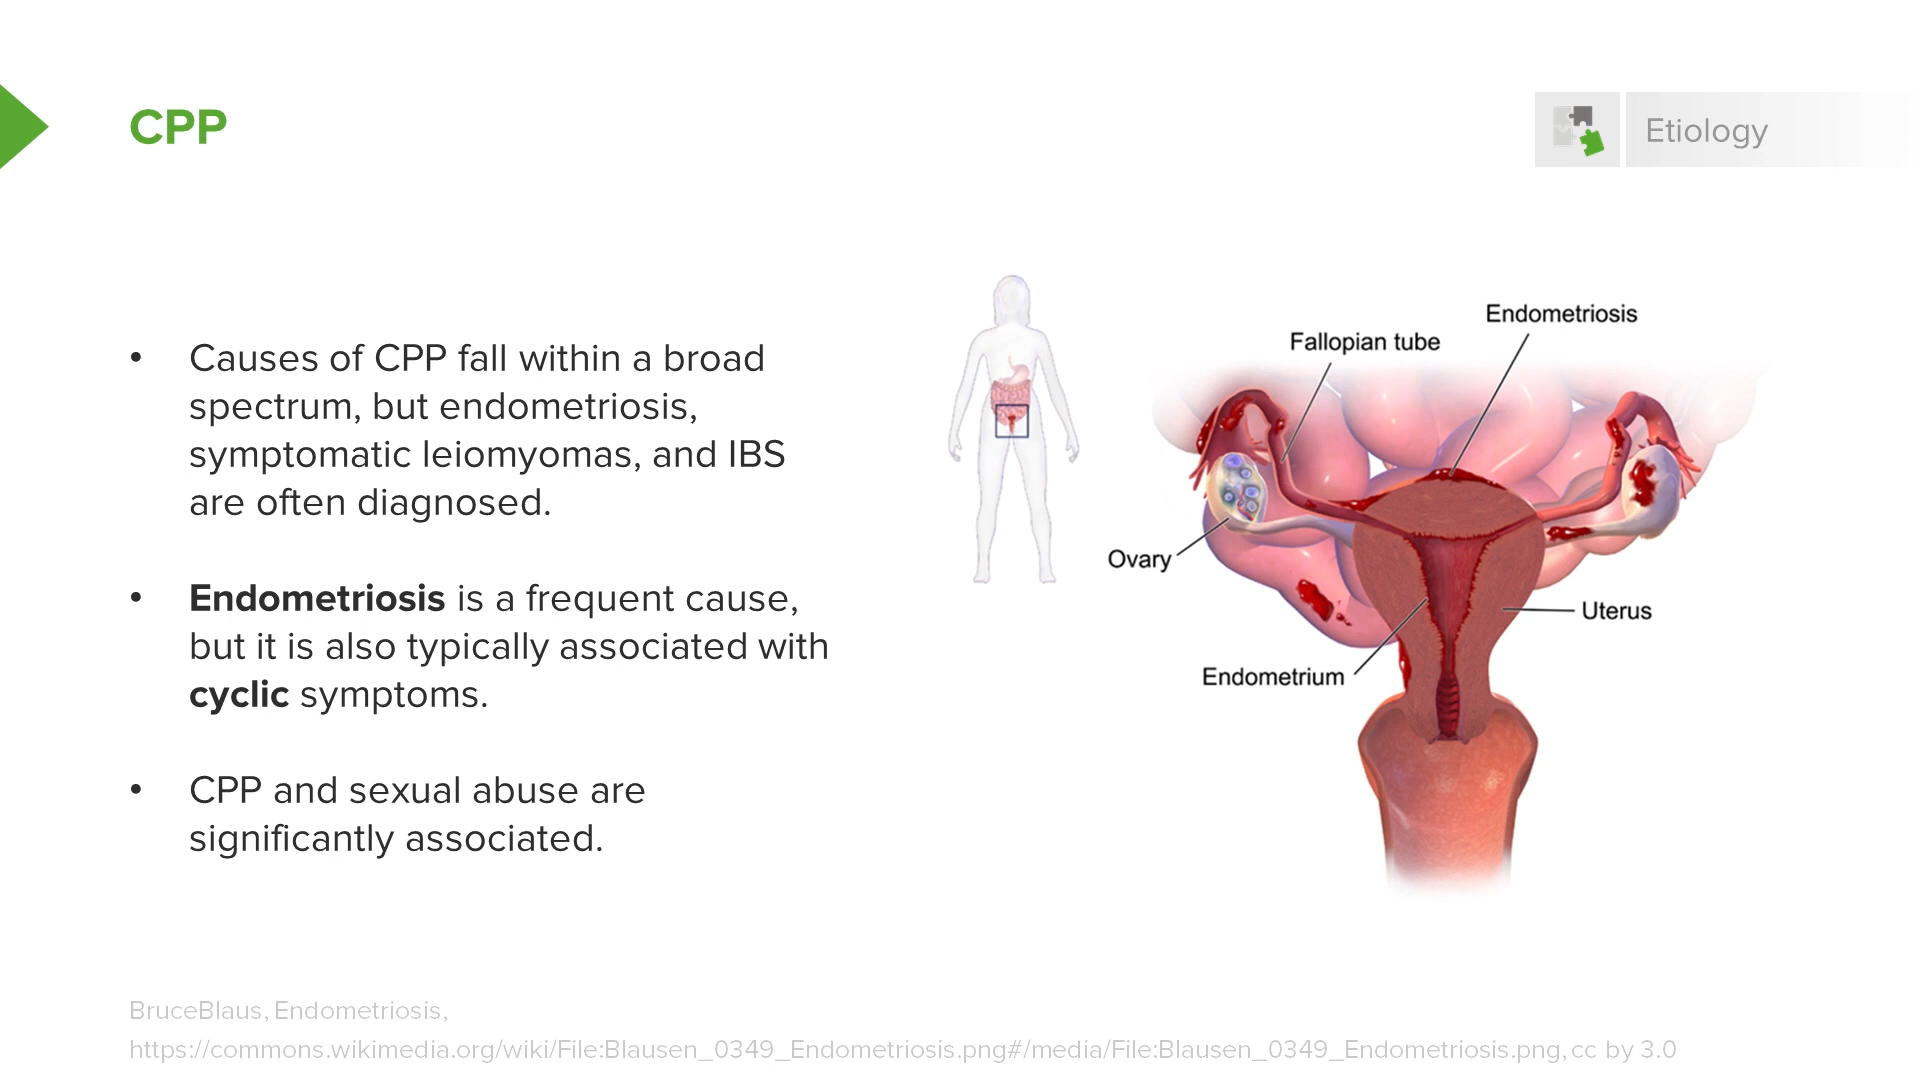 CPP
Etiology
• Causes of CPP fall within a broad
spectrum, but endometriosis,
symptomatic leiomyomas, and IBS
are often diagnosed.
• Endometriosis is a frequent cause,
but it is also typically associated with
cyclic symptoms.
• CPP and sexual abuse are
significantly associated.
Endometriosis
Fallopian tube
Ovary
Uterus
Endometrium
BruceBlaus, Endometriosis,
https://commons.wikimedia.org/wiki/File:Blausen_0349_Endometriosis.png#/media/File:Blausen_0349_Endometriosis.png, cc by 3.0